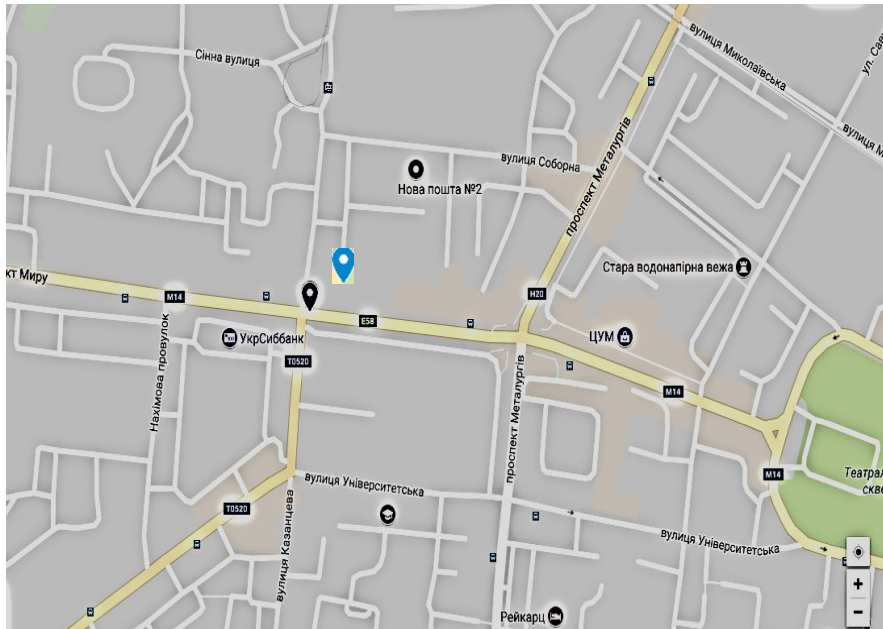 вулиця Миколаївська
ул. Сав
Сінна вулиця
вулиця М
вулиця Соборна
Нова пошта №2
проспект Металургів
Стара водонапірна вежа
кт Миру
M14
H20
E58
УкрСиббанк
ЦУМ
T0520
Нахімова провулок
M14
проспект Металургів
Театрал
скве
M14
вулиця Університетська
T0520
вулиця Казанцева
вулиця Університетська
Рейкарц
+
−